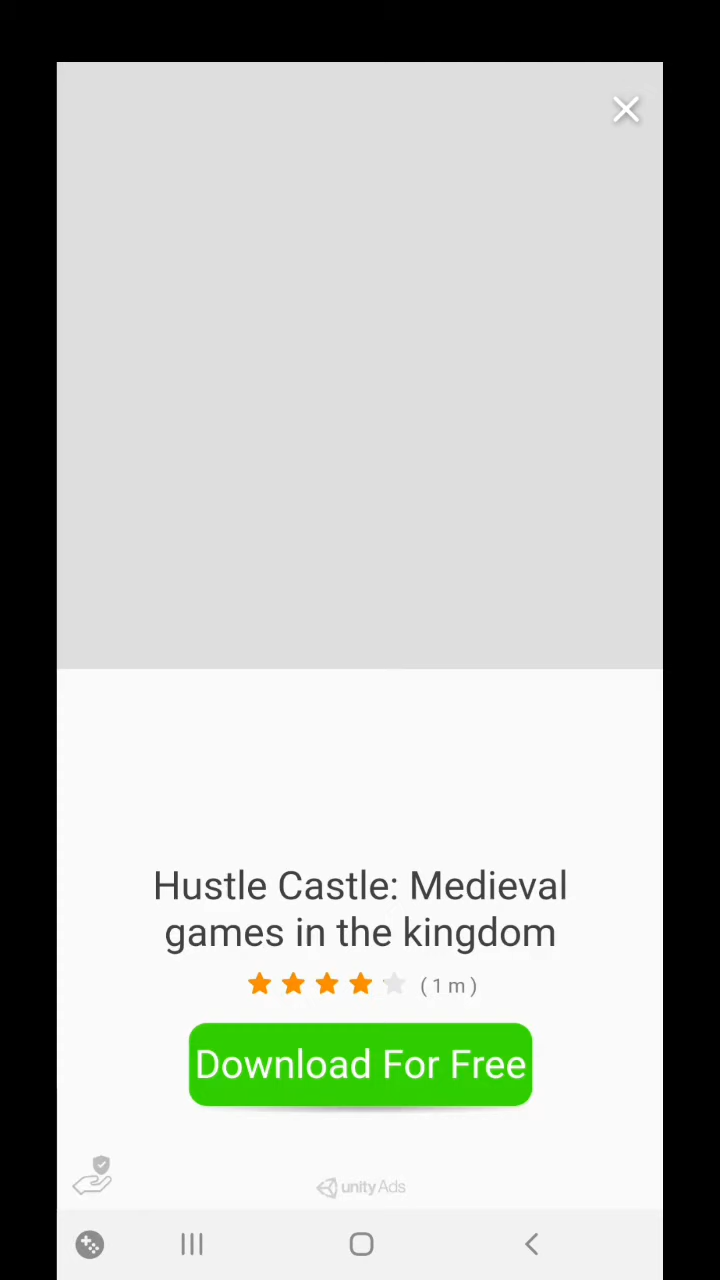 Hustle Castle: Medieval
games in the kingdom
( 1 m )
Download For Free
unity Ads